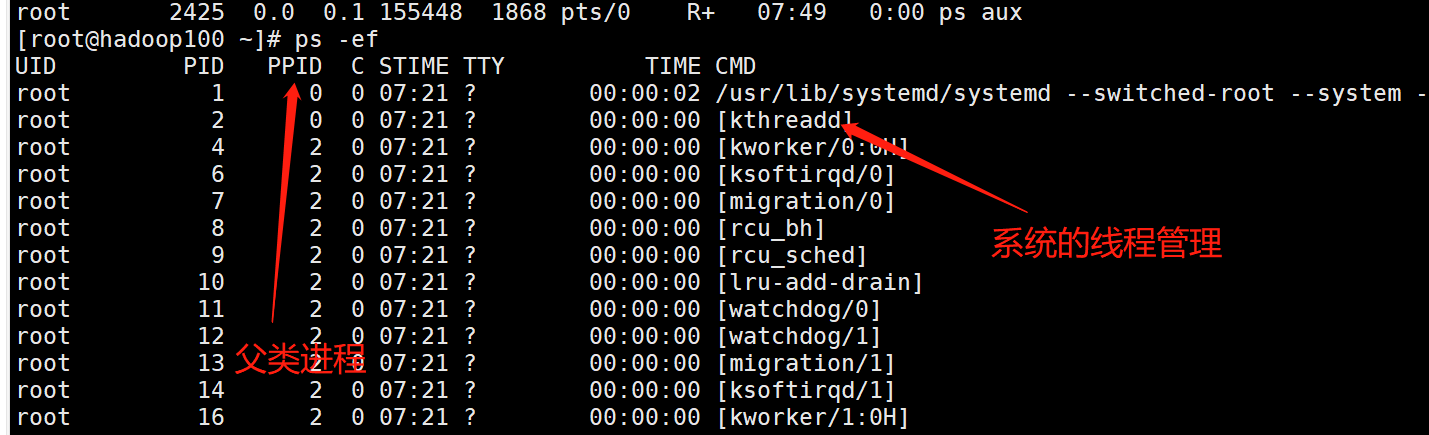 root 2425 0.0 0.1 155448 1868 pts/0 R+ 07:49 0:00 ps aux
[root@hadoop100 ~]# ps -ef
UID PID PPID C STIME TTY TIME CMD
root 1 0 0 07:21 ? 00:00:02 /usr/lib/systemd/systemd --switched-root --system -
root 2 0 0 07:21 ? 00:00:00 [kthreadd]
root 4 2 0 07:21 ? 00:00:00 [kworker/0:0H]
root 6 2 0 07:21 ? 00:00:00 [ksoftirqd/0]
root 7 2 0 07:21 ? 00:00:00 [migration/0]
root 8 2 0 07:21 ? 00:00:00 [rcu_bh]
系统的线程管理
root 9 2 0 07:21 ? 00:00:00 [rcu_sched]
root 10 2 0 07:21 ? 00:00:00 [lru-add-drain]
root 11 2 0 07:21 ? 00:00:00 [watchdog/0]
root 12 2 0 07:21 ? 00:00:00 [watchdog/1]
父类进程
root 13 2 0 07:21 ? 00:00:00 [migration/1]
root 14 2 0 07:21 ? 00:00:00 [ksoftirqd/1]
root 16 2 0 07:21 ? 00:00:00 [kworker/1:0H]